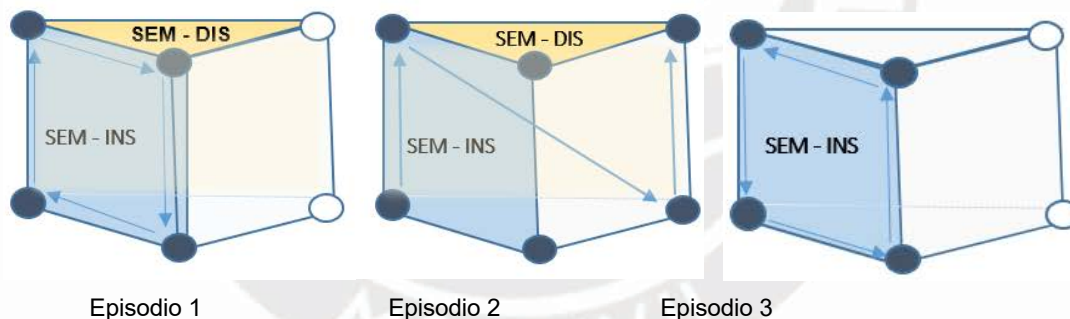 SEM - DIS
SEM - INS
SEM - DIS
SEM - INS
SEM - INS
Episodio 1
Episodio 2
Episodio 3